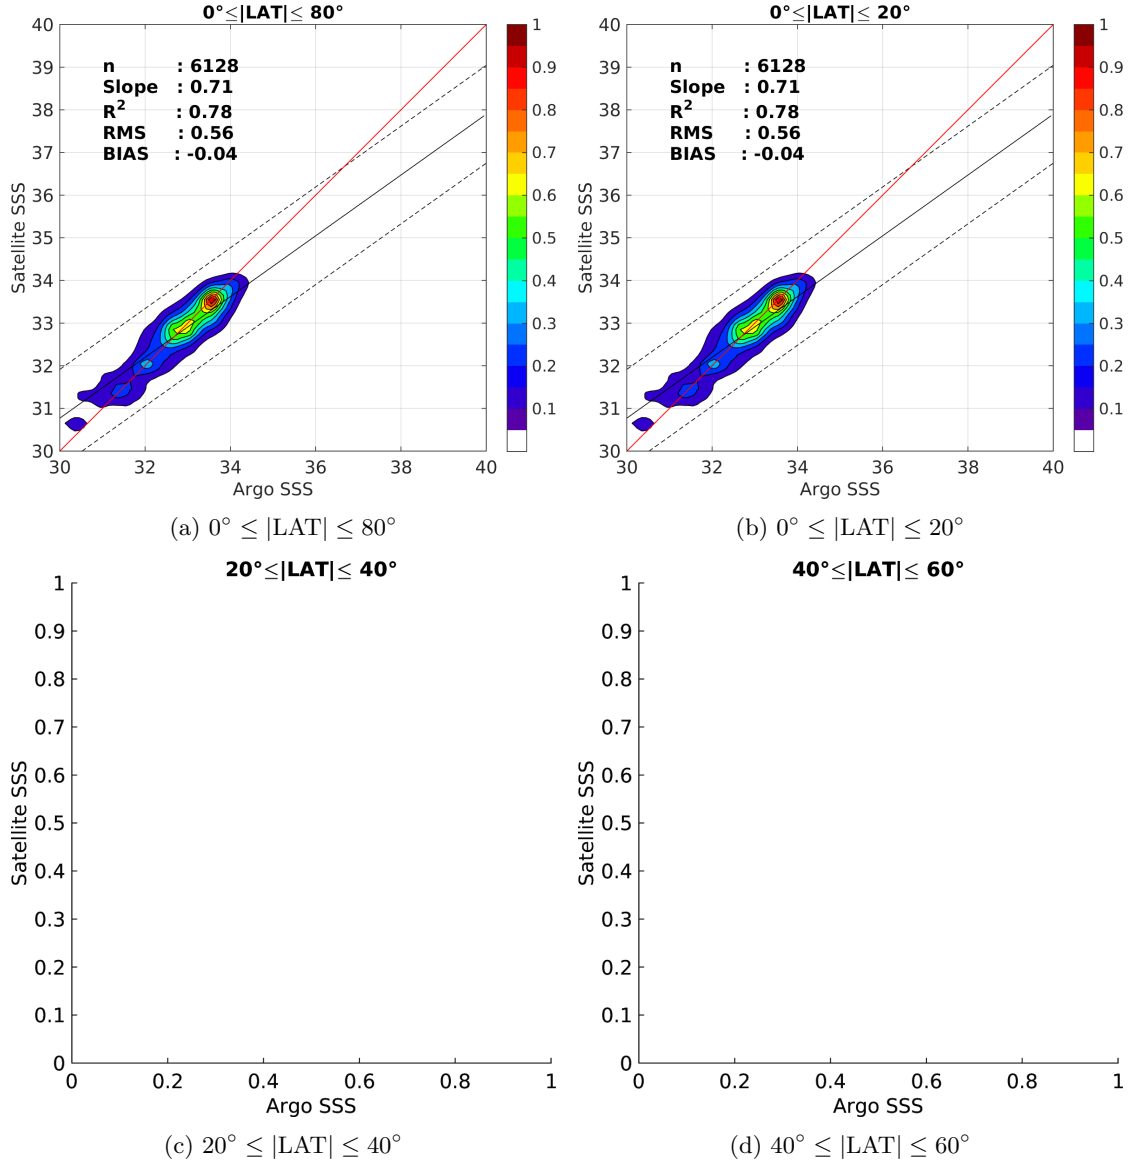 0°≤|LAT|≤ 80°
40
39
38
37
36
35
34
33
32
31
30
Satellite SSS
n : 6128
Slope : 0.71
R² : 0.78
RMS : 0.56
BIAS : -0.04
30 32 34 36 38 40
Argo SSS
1
0.9
0.8
0.7
0.6
0.5
0.4
0.3
0.2
0.1
(a) 0° ≤ |LAT| ≤ 80°
0°≤|LAT|≤ 20°
40
39
38
37
36
35
34
33
32
31
30
Satellite SSS
n : 6128
Slope : 0.71
R² : 0.78
RMS : 0.56
BIAS : -0.04
30 32 34 36 38 40
Argo SSS
1
0.9
0.8
0.7
0.6
0.5
0.4
0.3
0.2
0.1
(b) 0° ≤ |LAT| ≤ 20°
20°≤|LAT|≤ 40°
1
0.9
0.8
0.7
0.6
0.5
0.4
0.3
0.2
0.1
0
Satellite SSS
0 0.2 0.4 0.6 0.8 1
Argo SSS
(c) 20° ≤ |LAT| ≤ 40°
40°≤|LAT|≤ 60°
1
0.9
0.8
0.7
0.6
0.5
0.4
0.3
0.2
0.1
0
Satellite SSS
0 0.2 0.4 0.6 0.8 1
Argo SSS
(d) 40° ≤ |LAT| ≤ 60°